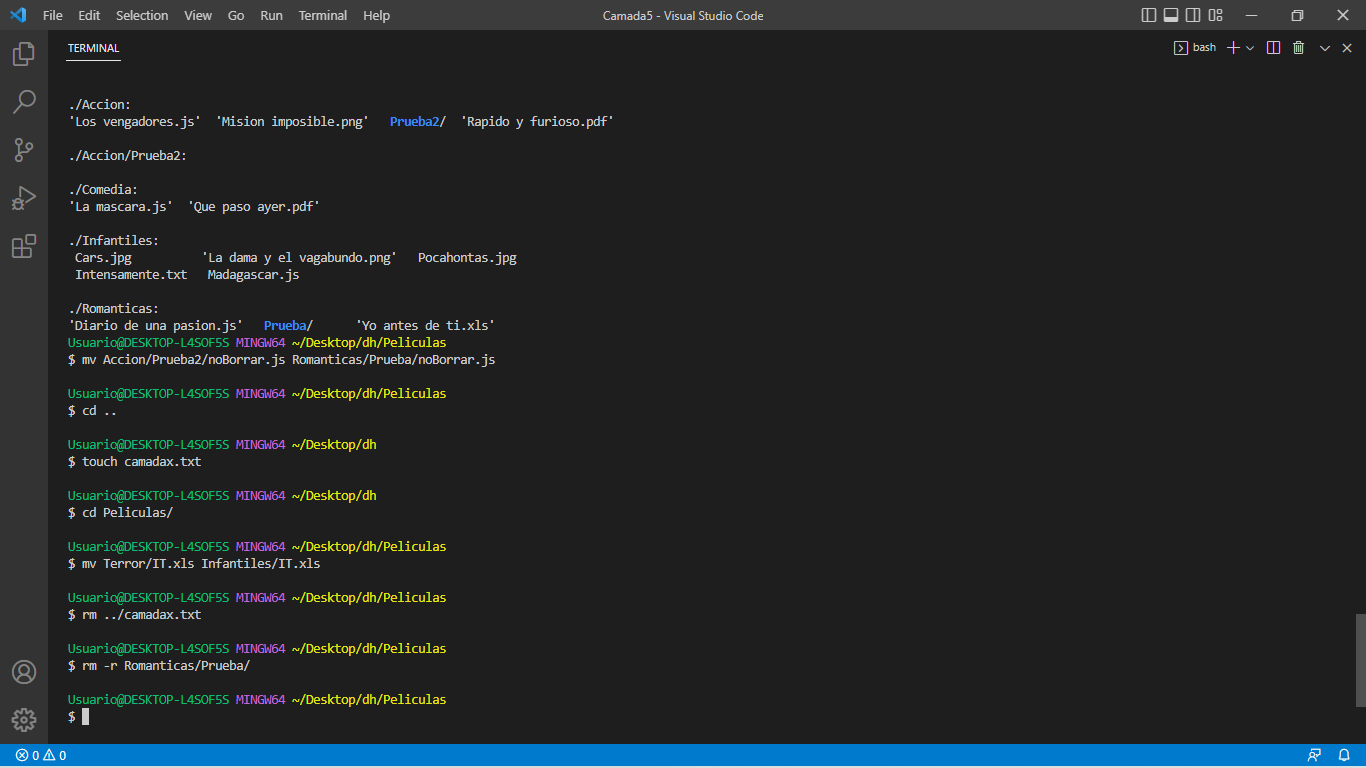 File Edit Selection View Go Run Terminal Help Camada5 - Visual Studio Code
TERMINAL
bash
./Accion:
'Los vengadores.js' 'Mision imposible.png' Prueba2/ 'Rapido y furioso.pdf'
./Accion/Prueba2:
./Comedia:
'La mascara.js' 'Que paso ayer.pdf'
./Infantiles:
Cars.jpg 'La dama y el vagabundo.png' Pocahontas.jpg
Intensamente.txt Madagascar.js
./Romanticas:
'Diario de una pasion.js' Prueba/ 'Yo antes de ti.xls'
Usuario@DESKTOP-L4SOF5S MINGW64 ~/Desktop/dh/Peliculas
$ mv Accion/Prueba2/noBorrar.js Romanticas/Prueba/noBorrar.js
Usuario@DESKTOP-L4SOF5S MINGW64 ~/Desktop/dh/Peliculas
$ cd ..
Usuario@DESKTOP-L4SOF5S MINGW64 ~/Desktop/dh
$ touch camadax.txt
Usuario@DESKTOP-L4SOF5S MINGW64 ~/Desktop/dh
$ cd Peliculas/
Usuario@DESKTOP-L4SOF5S MINGW64 ~/Desktop/dh/Peliculas
$ mv Terror/IT.xls Infantiles/IT.xls
Usuario@DESKTOP-L4SOF5S MINGW64 ~/Desktop/dh/Peliculas
$ rm ../camadax.txt
Usuario@DESKTOP-L4SOF5S MINGW64 ~/Desktop/dh/Peliculas
$ rm -r Romanticas/Prueba/
Usuario@DESKTOP-L4SOF5S MINGW64 ~/Desktop/dh/Peliculas
$
0 0